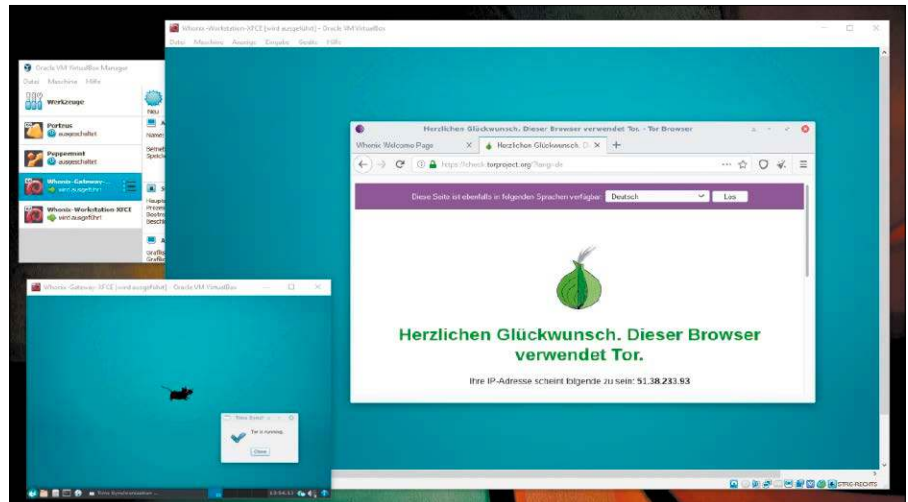 Whonix-Workstation-XFCE [wird ausgeführt] - Oracle VM VirtualBox
Datei Maschine Anzeige Eingabe Geräte Hilfe
Oracle VM VirtualBox Manager
Datei Maschine Hilfe
Werkzeuge
Neu
Porteus
ausgeschaltet
Name:
Peppermint
ausgeschaltet
Whonix-Gateway-...
wird ausgeführt
Whonix-Workstation-XFCE
wird ausgeführt
Herzlichen Glückwunsch. Dieser Browser verwendet Tor. - Tor Browser
Whonix Welcome Page
Herzlichen Glückwunsch. D
https://check.torproject.org/?lang=de
Diese Seite ist ebenfalls in folgenden Sprachen verfügbar:
Deutsch
Los
Herzlichen Glückwunsch. Dieser Browser
verwendet Tor.
Ihre IP-Adresse scheint folgende zu sein: 51.38.233.93
Whonix-Gateway-XFCE [wird ausgeführt] - Oracle VM VirtualBox
Tor is running.
Close
STRG-RECHTS